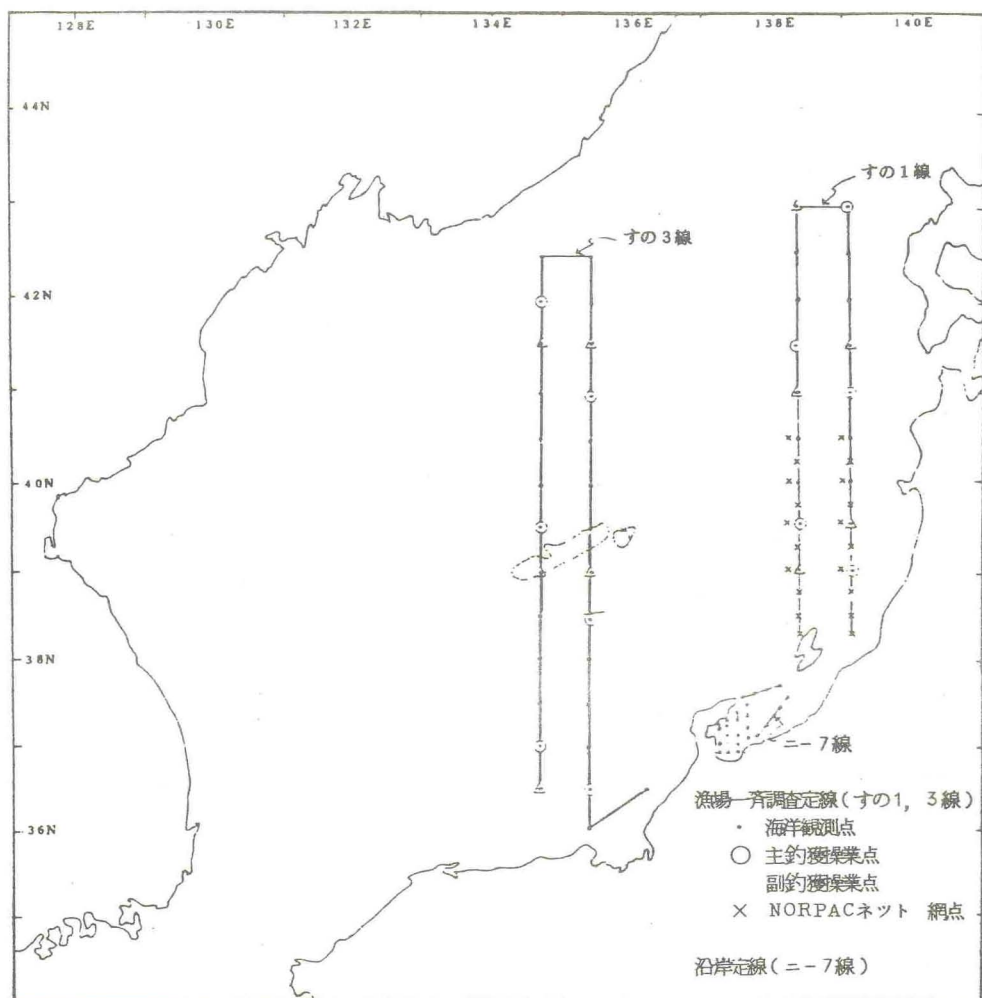 128E 130E 132E 134E 136E 138E 140E
44N
すの1線
すの3線
42N
40N
38N
ニ-7線
漁場一斉調査定線(すの1, 3線)
・ 海洋観測点
○ 主釣獲操業点
副釣獲操業点
× NORPACネット 網点
36N
沿岸定線(ニ-7線)